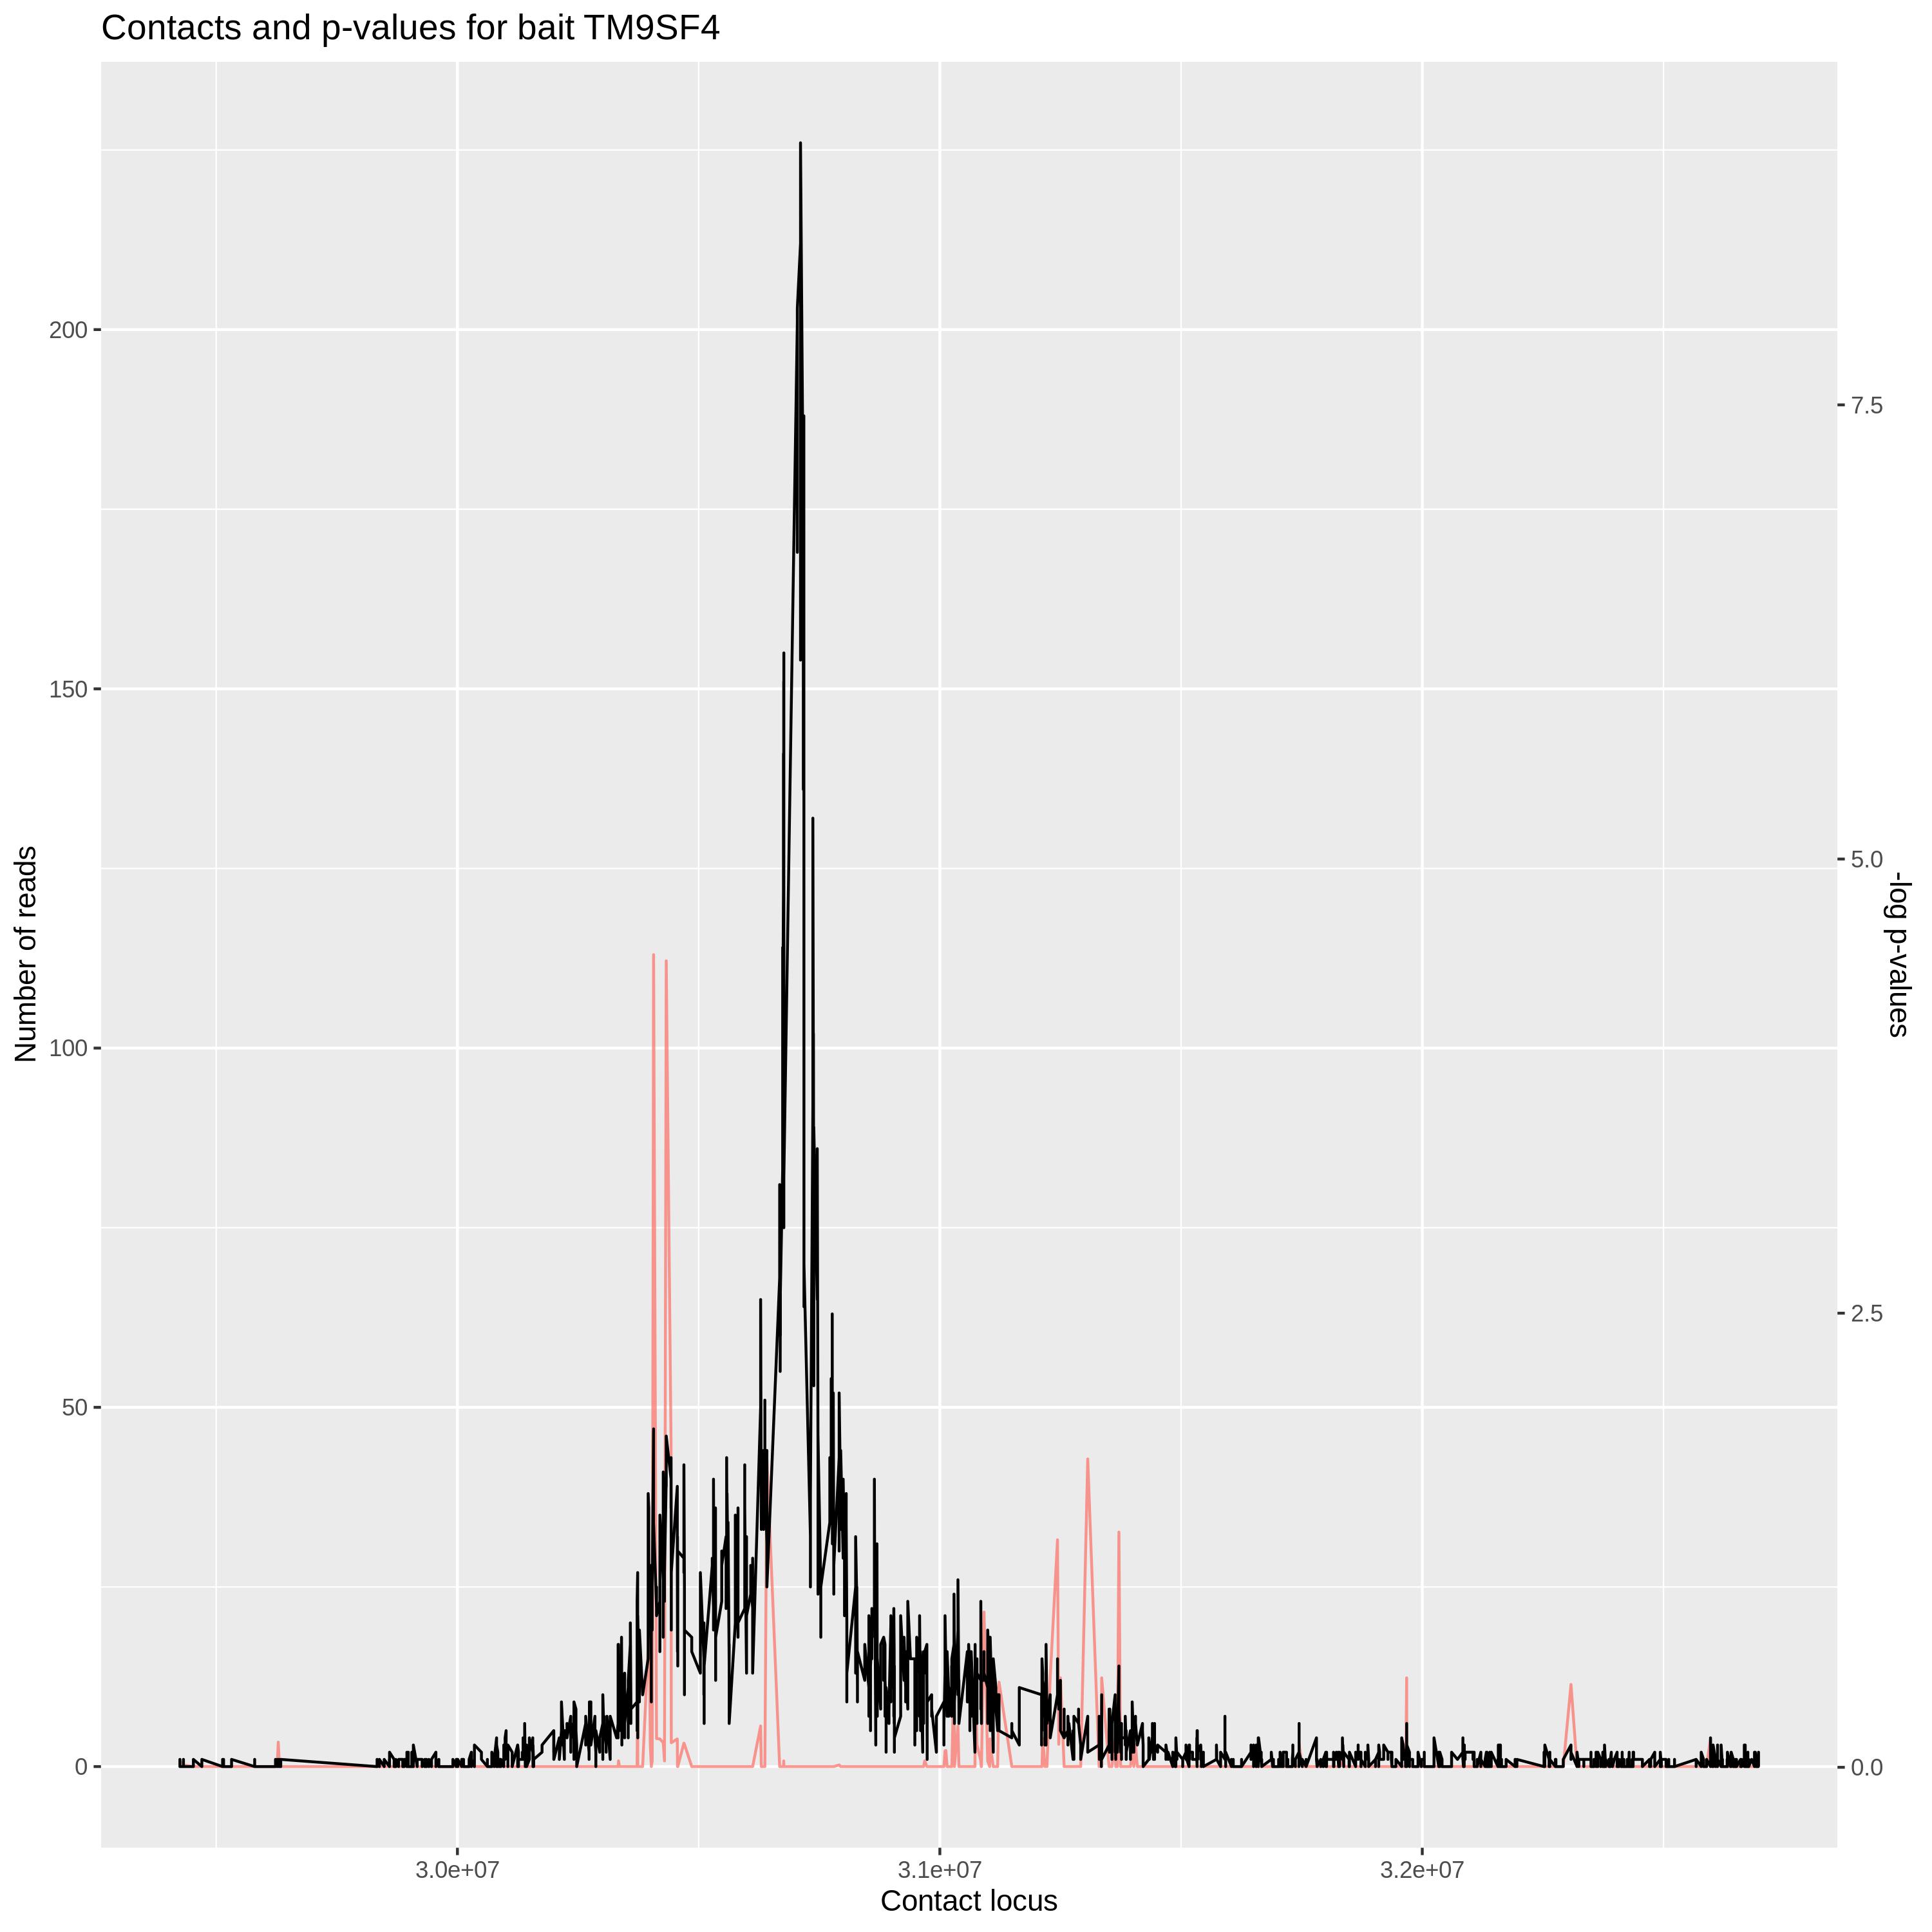 Contacts and p-values for bait TM9SF4
Number of reads
200
150
100
50
0
7.5
5.0
2.5
0.0
-log p-values
3.0e+07
3.1e+07
3.2e+07
Contact locus